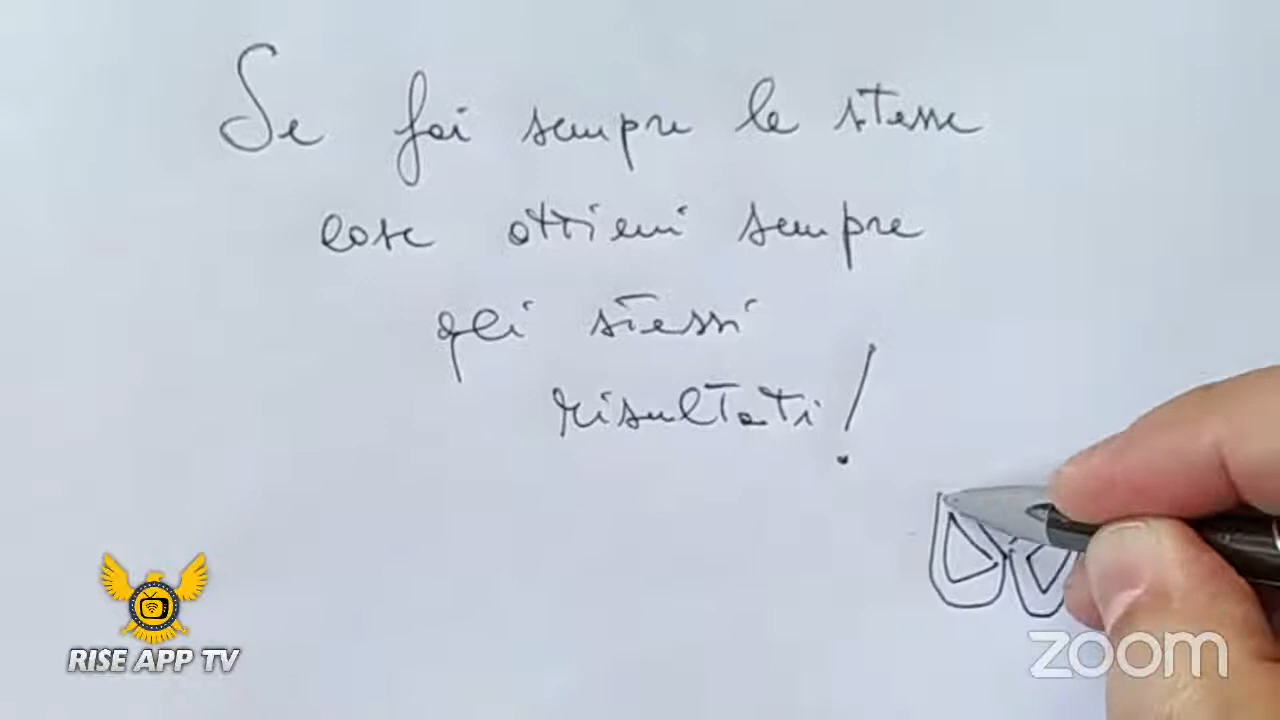 Se fai sempre le stesse
cose ottieni sempre
gli stessi
risultati!
RISE APP TV
zoom